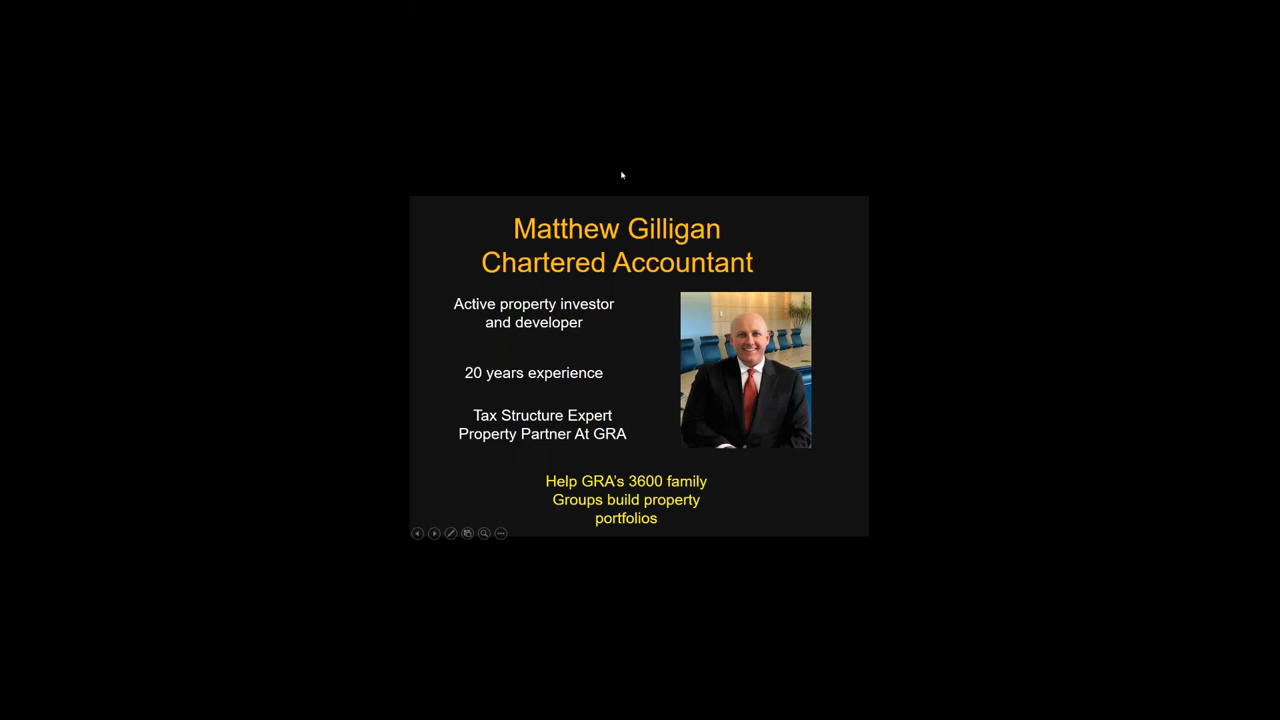 Matthew Gilligan
Chartered Accountant
Active property investor
and developer
20 years experience
Tax Structure Expert
Property Partner At GRA
Help GRA's 3600 family
Groups build property
portfolios